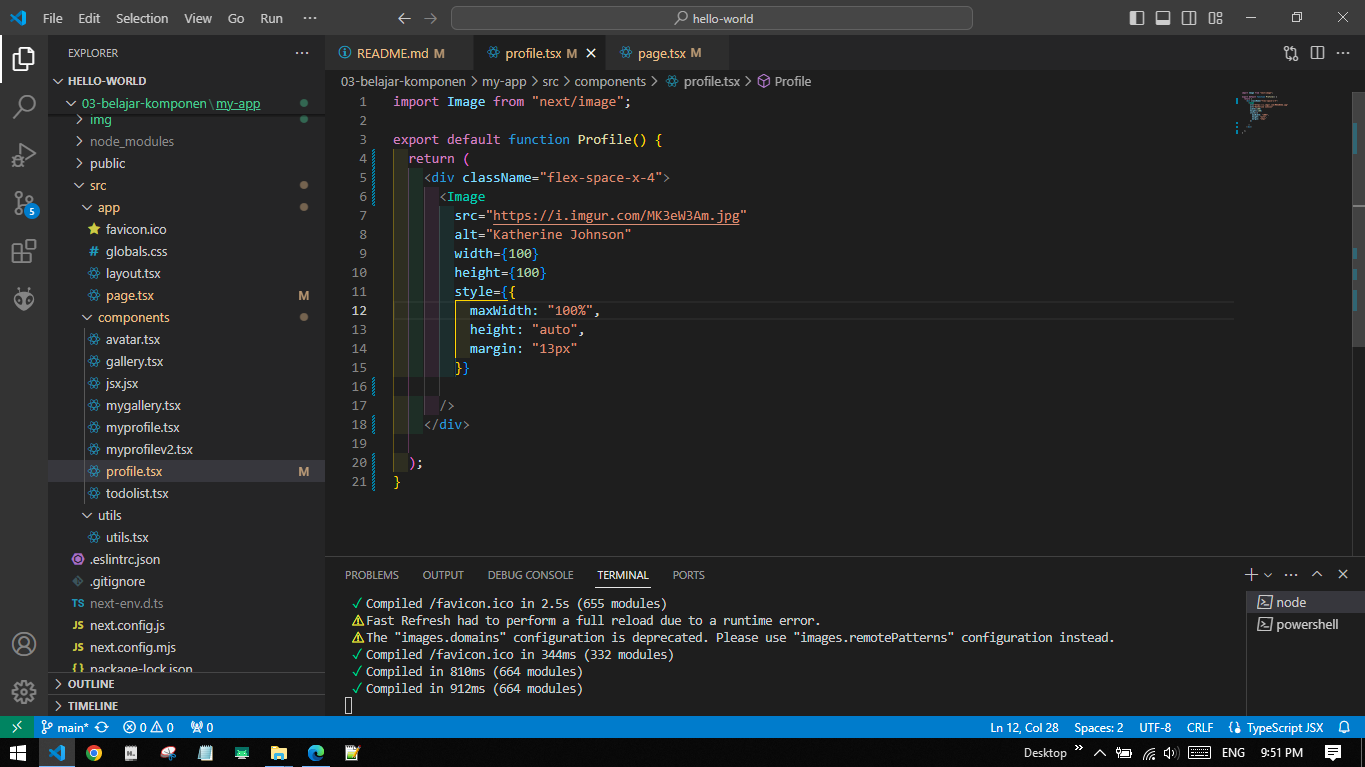 File Edit Selection View Go Run ···
hello-world
EXPLORER
HELLO-WORLD
03-belajar-komponen\my-app
img
node_modules
public
src
app
favicon.ico
globals.css
layout.tsx
page.tsx M
components
avatar.tsx
gallery.tsx
jsx.jsx
mygallery.tsx
myprofile.tsx
myprofilev2.tsx
profile.tsx M
todolist.tsx
utils
utils.tsx
.eslintrc.json
.gitignore
TS next-env.d.ts
JS next.config.js
JS next.config.mjs
{} package-lock.json
OUTLINE
TIMELINE
5
README.md M profile.tsx M page.tsx M
03-belajar-komponen > my-app > src > components > profile.tsx > Profile
1 import Image from "next/image";
2
3 export default function Profile() {
4 return (
5 <div className="flex-space-x-4">
6 <Image
7 src="https://i.imgur.com/MK3eW3Am.jpg"
8 alt="Katherine Johnson"
9 width={100}
10 height={100}
11 style={{
12 maxWidth: "100%",
13 height: "auto",
14 margin: "13px"
15 }}
16
17 />
18 </div>
19
20 );
21 }
PROBLEMS OUTPUT DEBUG CONSOLE TERMINAL PORTS
✓ Compiled /favicon.ico in 2.5s (655 modules)
⚠ Fast Refresh had to perform a full reload due to a runtime error.
⚠ The "images.domains" configuration is deprecated. Please use "images.remotePatterns" configuration instead.
✓ Compiled /favicon.ico in 344ms (332 modules)
✓ Compiled in 810ms (664 modules)
✓ Compiled in 912ms (664 modules)
node
powershell
main* 0 0 0 Ln 12, Col 28 Spaces: 2 UTF-8 CRLF TypeScript JSX
Desktop ENG 9:51 PM